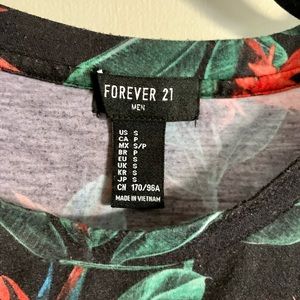 FOREVER 21
MEN
US S
CA P
MX S/P
BR P
EU S
UK S
KR S
JP S
CN 170/96A
MADE IN VIETNAM